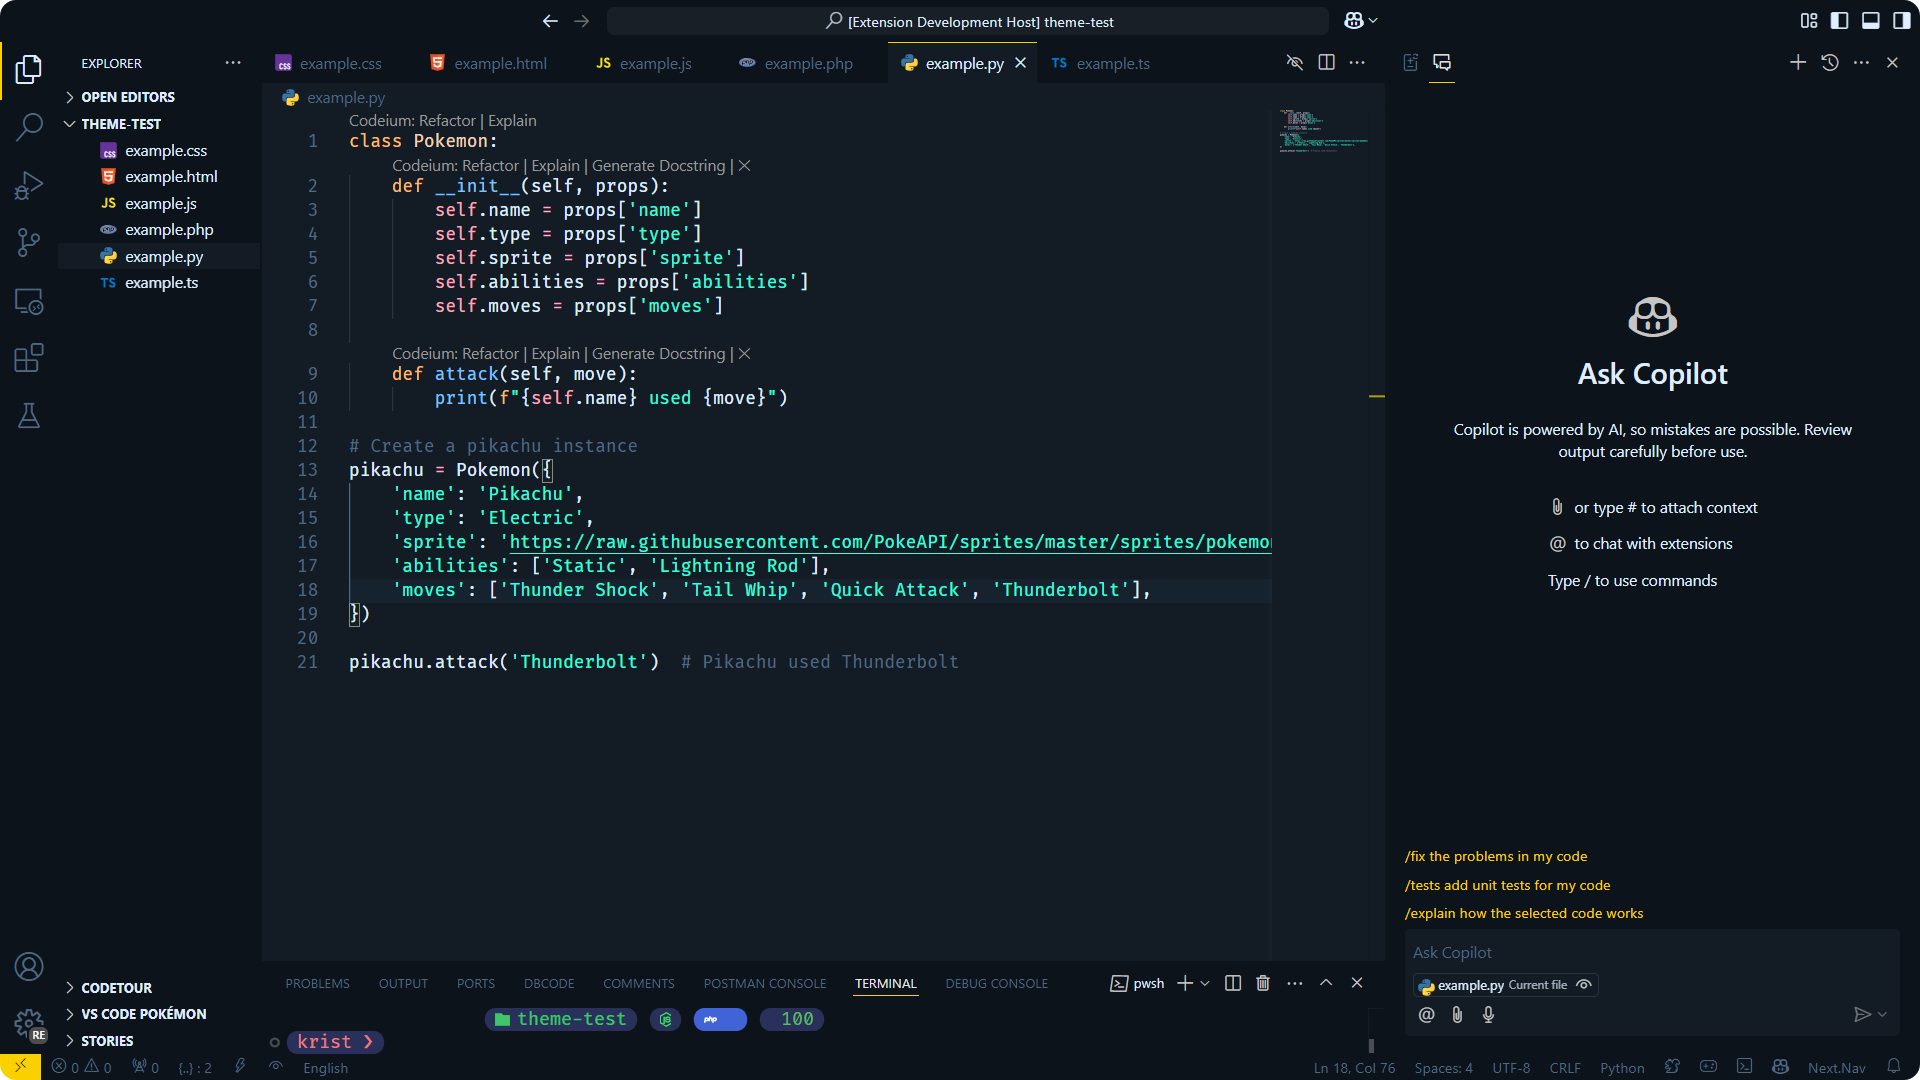 [Extension Development Host] theme-test
EXPLORER
OPEN EDITORS
THEME-TEST
example.css
example.html
JS example.js
php example.php
example.py
TS example.ts
CODETOUR
VS CODE POKÉMON
STORIES
RE
css example.css
example.html
JS example.js
php example.php
example.py
TS example.ts
example.py
Codeium: Refactor | Explain
1 class Pokemon:
Codeium: Refactor | Explain | Generate Docstring | ×
2 def __init__(self, props):
3 self.name = props['name']
4 self.type = props['type']
5 self.sprite = props['sprite']
6 self.abilities = props['abilities']
7 self.moves = props['moves']
8
Codeium: Refactor | Explain | Generate Docstring | ×
9 def attack(self, move):
10 print(f"{self.name} used {move}")
11
12 # Create a pikachu instance
13 pikachu = Pokemon({
14 'name': 'Pikachu',
15 'type': 'Electric',
16 'sprite': 'https://raw.githubusercontent.com/PokeAPI/sprites/master/sprites/pokemon
17 'abilities': ['Static', 'Lightning Rod'],
18 'moves': ['Thunder Shock', 'Tail Whip', 'Quick Attack', 'Thunderbolt'],
19 })
20
21 pikachu.attack('Thunderbolt')  # Pikachu used Thunderbolt
PROBLEMS OUTPUT PORTS DBCODE COMMENTS POSTMAN CONSOLE TERMINAL DEBUG CONSOLE pwsh
theme-test php 100
krist ❯
Ask Copilot
Copilot is powered by AI, so mistakes are possible. Review
output carefully before use.
or type # to attach context
@ to chat with extensions
Type / to use commands
/fix the problems in my code
/tests add unit tests for my code
/explain how the selected code works
Ask Copilot
example.py Current file
@
0 0 0 {..} : 2 English Ln 18, Col 76 Spaces: 4 UTF-8 CRLF Python Next.Nav